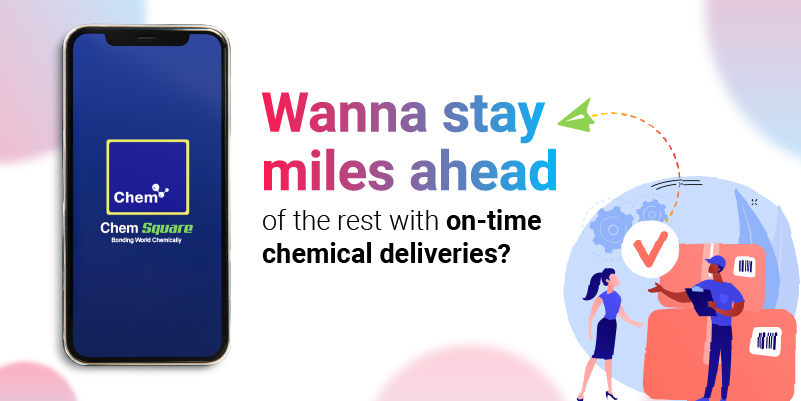 Chem
Chem Square
Bonding World Chemically
Wanna stay
miles ahead
of the rest with on-time
chemical deliveries?